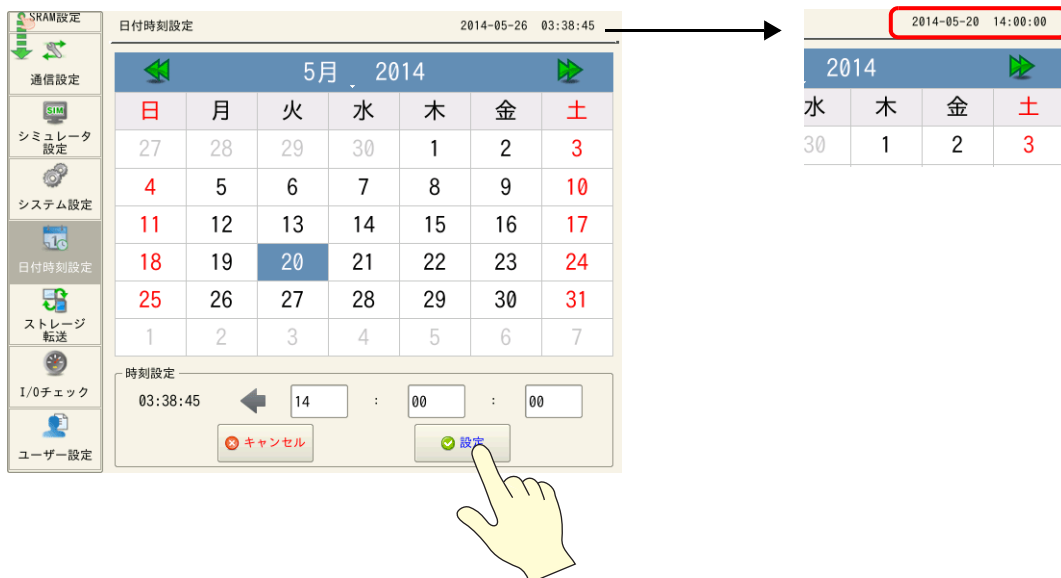 SRAM設定
通信設定
SIM
シミュレータ
設定
システム設定
日付時刻設定
ストレージ
転送
I/Oチェック
ユーザー設定
日付時刻設定 2014-05-26 03:38:45
5月 2014
日 月 火 水 木 金 土
27 28 29 30 1 2 3
4 5 6 7 8 9 10
11 12 13 14 15 16 17
18 19 20 21 22 23 24
25 26 27 28 29 30 31
1 2 3 4 5 6 7
時刻設定
03:38:45 14 : 00 : 00
キャンセル 設定
2014-05-20 14:00:00
2014
水 木 金 土
30 1 2 3